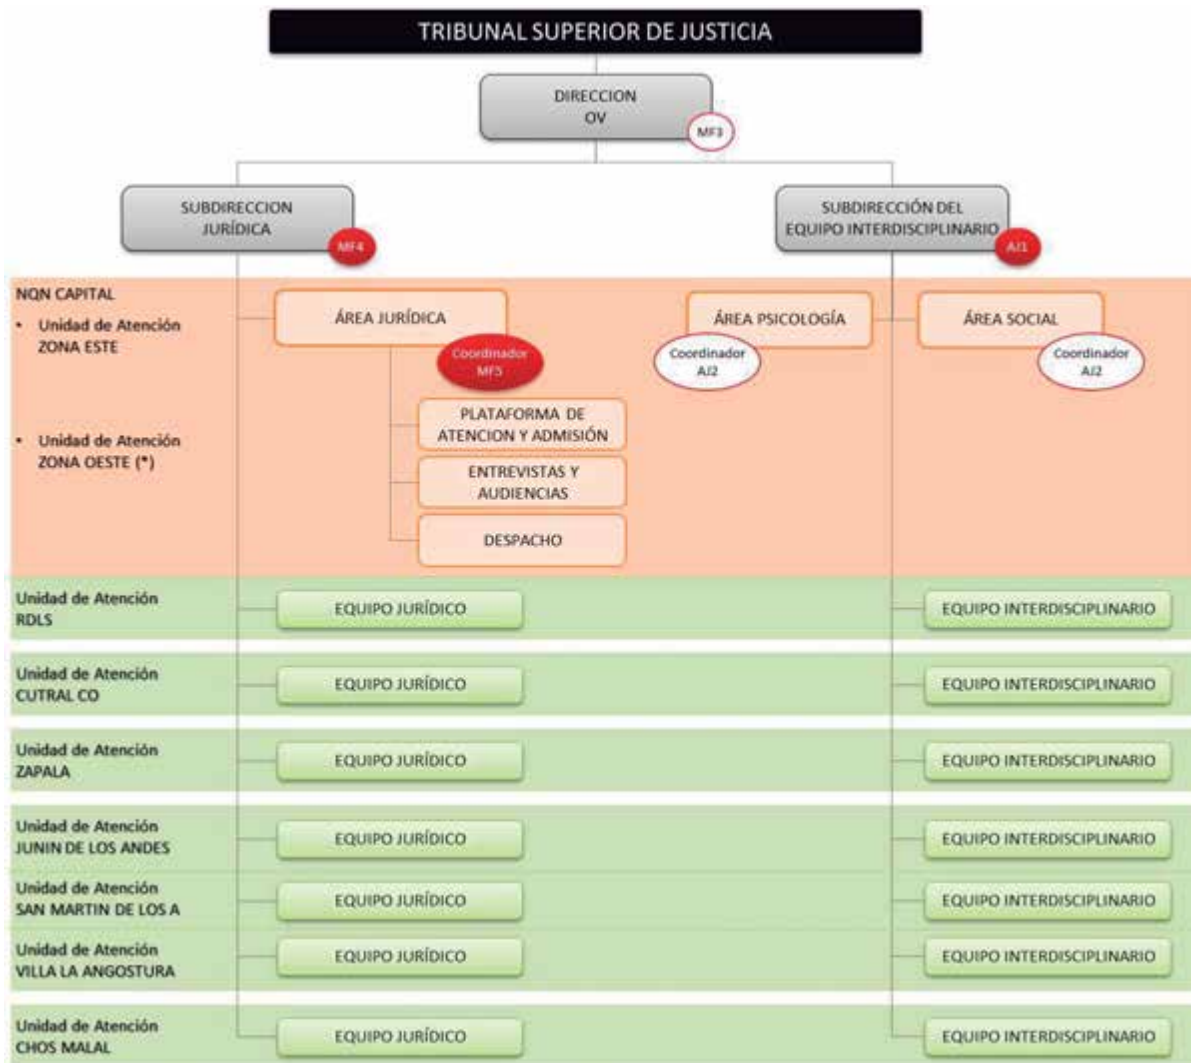 TRIBUNAL SUPERIOR DE JUSTICIA
DIRECCION
OV
MF3
SUBDIRECCION
JURÍDICA
MF4
SUBDIRECCIÓN DEL
EQUIPO INTERDISCIPLINARIO
AJ1
NQN CAPITAL
• Unidad de Atención
ZONA ESTE
ÁREA JURÍDICA
Coordinador
MF5
ÁREA PSICOLOGÍA
Coordinador
AJ2
ÁREA SOCIAL
Coordinador
AJ2
• Unidad de Atención
ZONA OESTE (*)
PLATAFORMA DE
ATENCION Y ADMISIÓN
ENTREVISTAS Y
AUDIENCIAS
DESPACHO
Unidad de Atención
RDLS
EQUIPO JURÍDICO
EQUIPO INTERDISCIPLINARIO
Unidad de Atención
CUTRAL CO
EQUIPO JURÍDICO
EQUIPO INTERDISCIPLINARIO
Unidad de Atención
ZAPALA
EQUIPO JURÍDICO
EQUIPO INTERDISCIPLINARIO
Unidad de Atención
JUNIN DE LOS ANDES
EQUIPO JURÍDICO
EQUIPO INTERDISCIPLINARIO
Unidad de Atención
SAN MARTIN DE LOS A
EQUIPO JURÍDICO
EQUIPO INTERDISCIPLINARIO
Unidad de Atención
VILLA LA ANGOSTURA
EQUIPO JURÍDICO
EQUIPO INTERDISCIPLINARIO
Unidad de Atención
CHOS MALAL
EQUIPO JURÍDICO
EQUIPO INTERDISCIPLINARIO